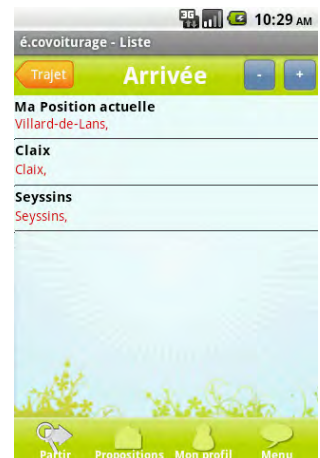 3G 10:29 AM
é.covoiturage - Liste
Trajet Arrivée - +
Ma Position actuelle
Villard-de-Lans,
Claix
Claix,
Seyssins
Seyssins,
Partir Propositions Mon profil Menu